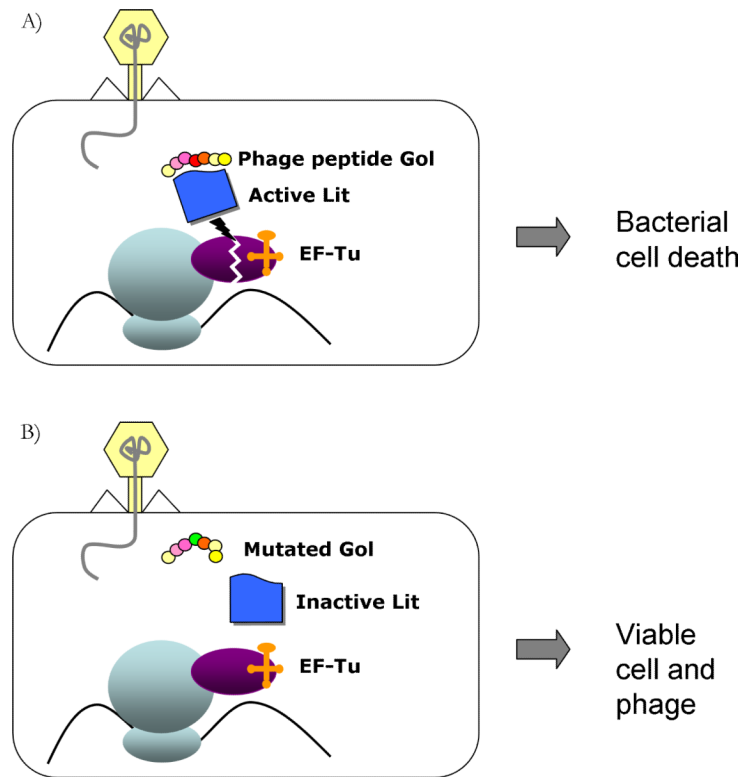 A)
Phage peptide Gol
Active Lit
EF-Tu
Bacterial
cell death
B)
Mutated Gol
Inactive Lit
EF-Tu
Viable
cell and
phage